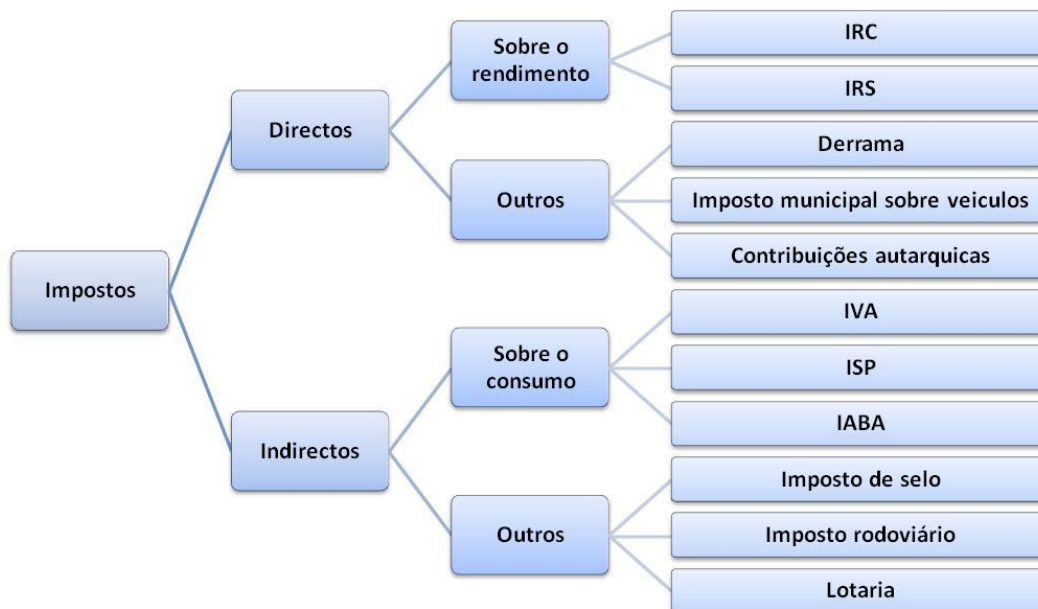 Impostos
Directos
Sobre o
rendimento
IRC
IRS
Outros
Derrama
Imposto municipal sobre veiculos
Contribuições autarquicas
Indirectos
Sobre o
consumo
IVA
ISP
IABA
Outros
Imposto de selo
Imposto rodoviário
Lotaria